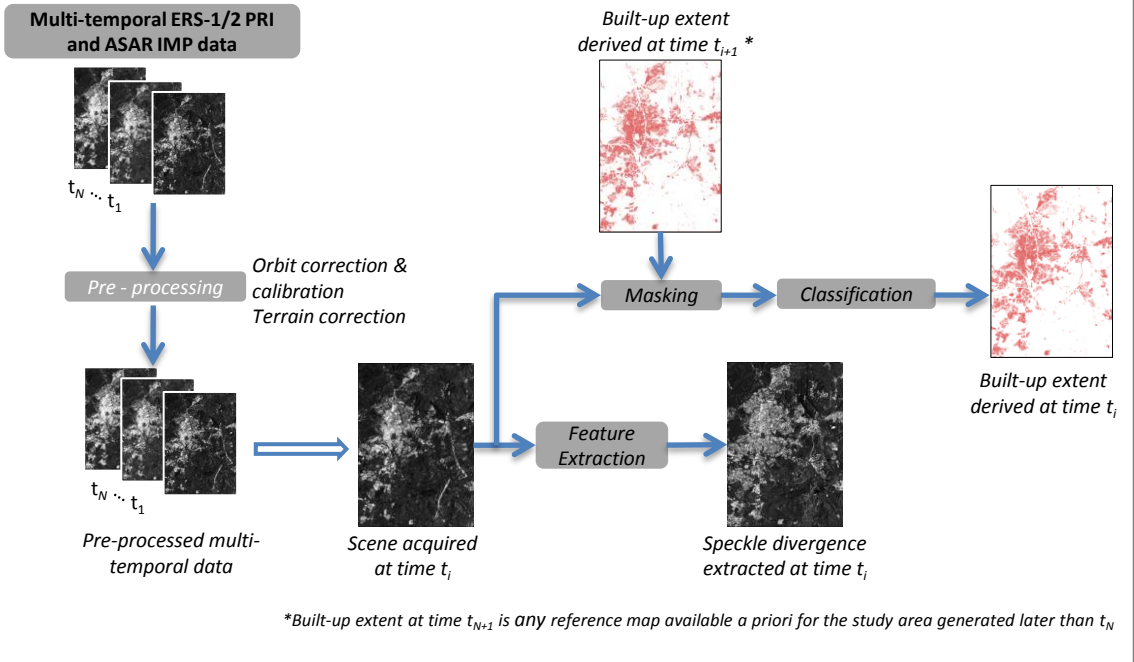 Multi-temporal ERS-1/2 PRI
and ASAR IMP data
t_N ... t_1
Pre - processing
Orbit correction &
calibration
Terrain correction
t_N ... t_1
Pre-processed multi-
temporal data
Scene acquired
at time t_i
Feature
Extraction
Speckle divergence
extracted at time t_i
Built-up extent
derived at time t_{i+1} *
Masking
Classification
Built-up extent
derived at time t_i
*Built-up extent at time t_{N+1} is any reference map available a priori for the study area generated later than t_N